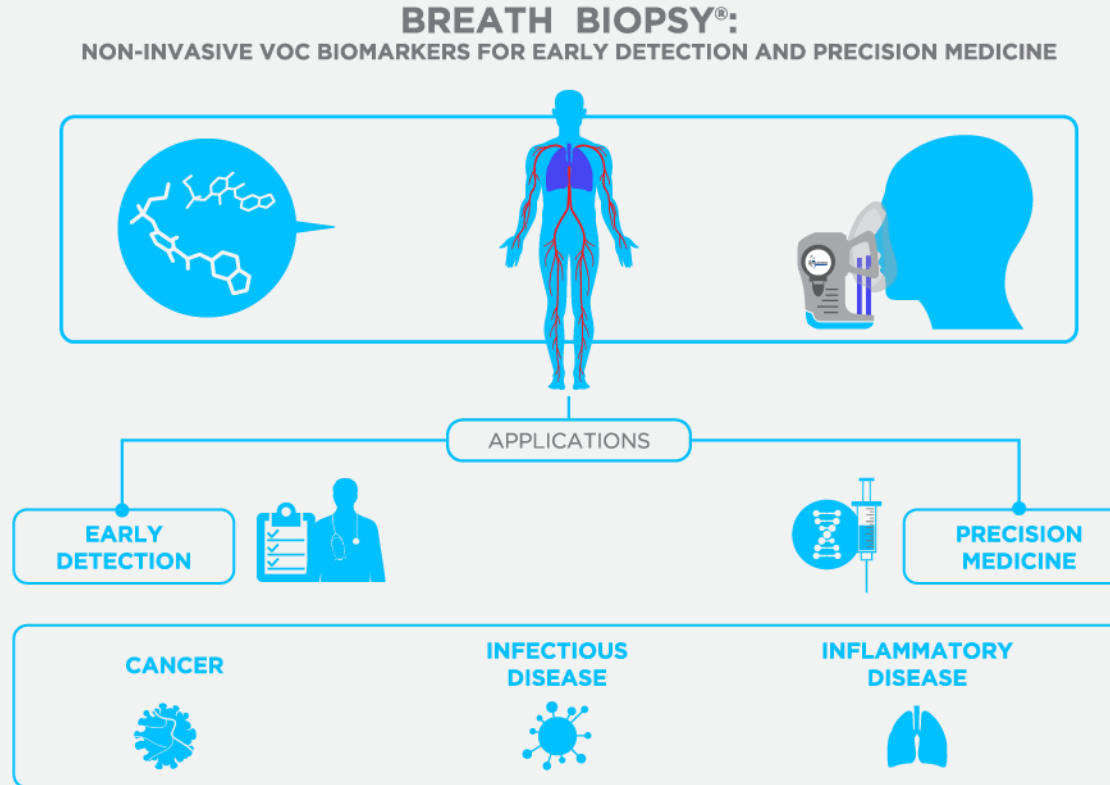 BREATH BIOPSY®:
NON-INVASIVE VOC BIOMARKERS FOR EARLY DETECTION AND PRECISION MEDICINE
APPLICATIONS
EARLY
DETECTION
PRECISION
MEDICINE
CANCER
INFECTIOUS
DISEASE
INFLAMMATORY
DISEASE